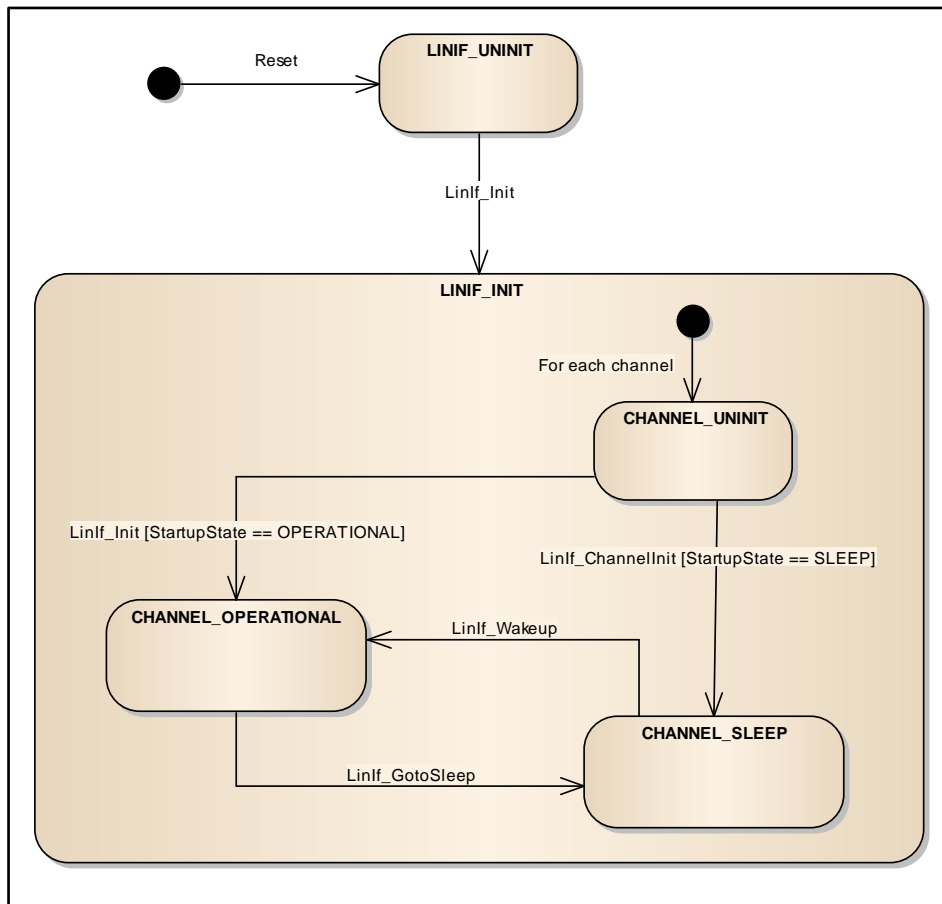 LINIF_UNINIT
Reset
LinIf_Init
LINIF_INIT
For each channel
CHANNEL_UNINIT
LinIf_Init [StartupState == OPERATIONAL]
LinIf_ChannelInit [StartupState == SLEEP]
CHANNEL_OPERATIONAL
LinIf_Wakeup
CHANNEL_SLEEP
LinIf_GotoSleep